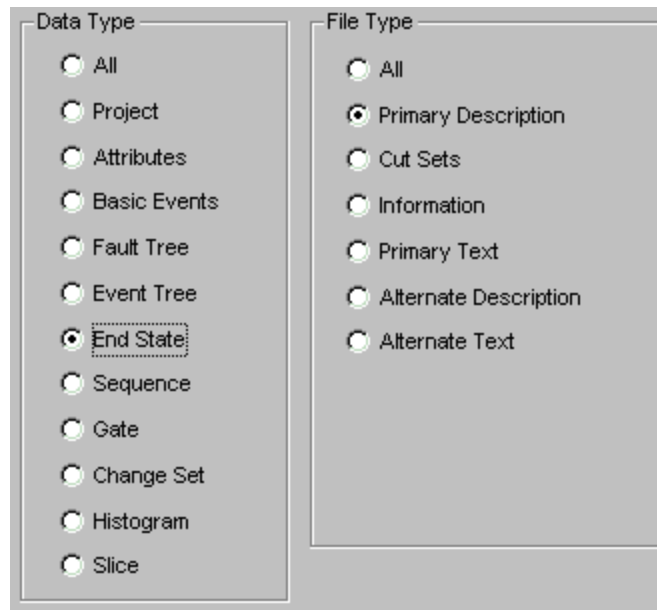 Data Type
All
Project
Attributes
Basic Events
Fault Tree
Event Tree
End State
Sequence
Gate
Change Set
Histogram
Slice
File Type
All
Primary Description
Cut Sets
Information
Primary Text
Alternate Description
Alternate Text